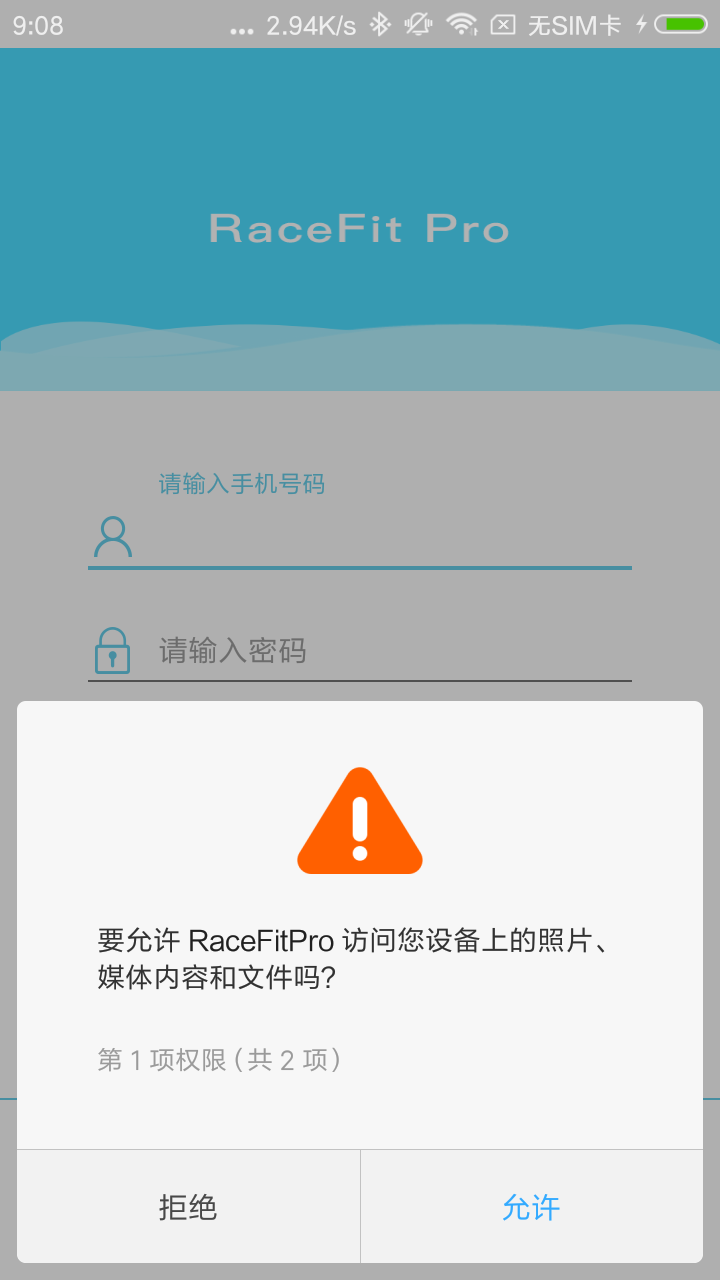 9:08
... 2.94K/s 无SIM卡
RaceFit Pro
请输入手机号码
请输入密码
要允许 RaceFitPro 访问您设备上的照片、
媒体内容和文件吗?
第 1 项权限 (共 2 项)
拒绝
允许